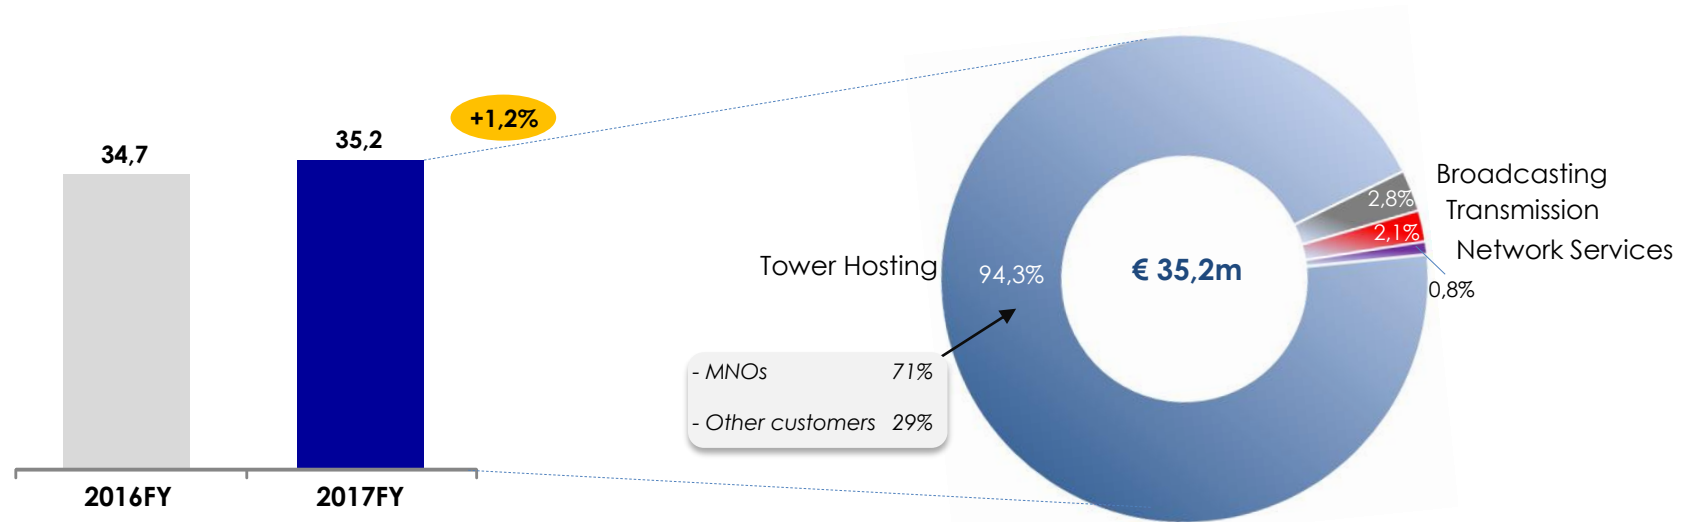 +1,2%
34,7
35,2
2016FY
2017FY
Tower Hosting
94,3%
€ 35,2m
Broadcasting
2,8%
Transmission
2,1%
Network Services
0,8%
- MNOs 71%
- Other customers 29%